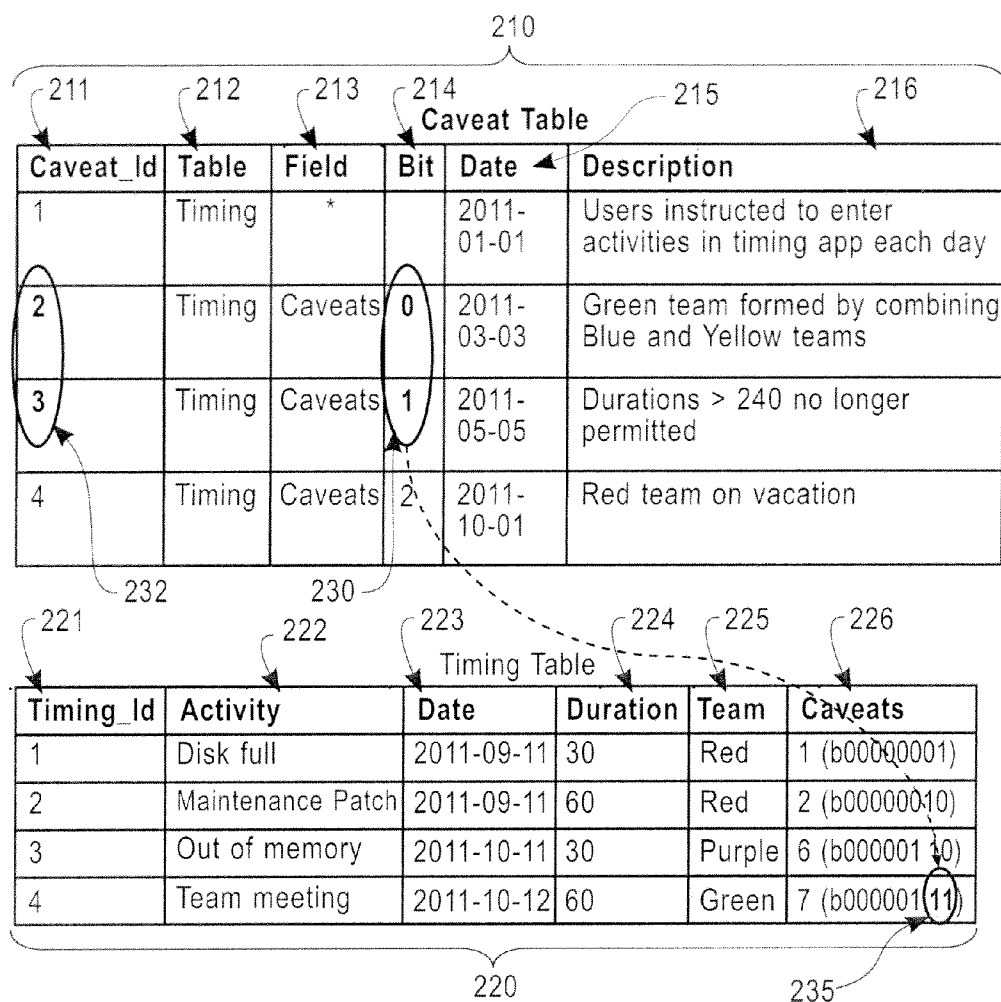 210
211 212 213 214 215 216
Caveat Table
Caveat_Id Table Field Bit Date Description
1 Timing * 2011- Users instructed to enter
01-01 activities in timing app each day
2 Timing Caveats 0 2011- Green team formed by combining
03-03 Blue and Yellow teams
3 Timing Caveats 1 2011- Durations > 240 no longer
05-05 permitted
4 Timing Caveats 2 2011- Red team on vacation
10-01
232 230
221 222 223 224 225 226
Timing Table
Timing_Id Activity Date Duration Team Caveats
1 Disk full 2011-09-11 30 Red 1 (b00000001)
2 Maintenance Patch 2011-09-11 60 Red 2 (b00000010)
3 Out of memory 2011-10-11 30 Purple 6 (b00000110)
4 Team meeting 2011-10-12 60 Green 7 (b00000111)
220 235